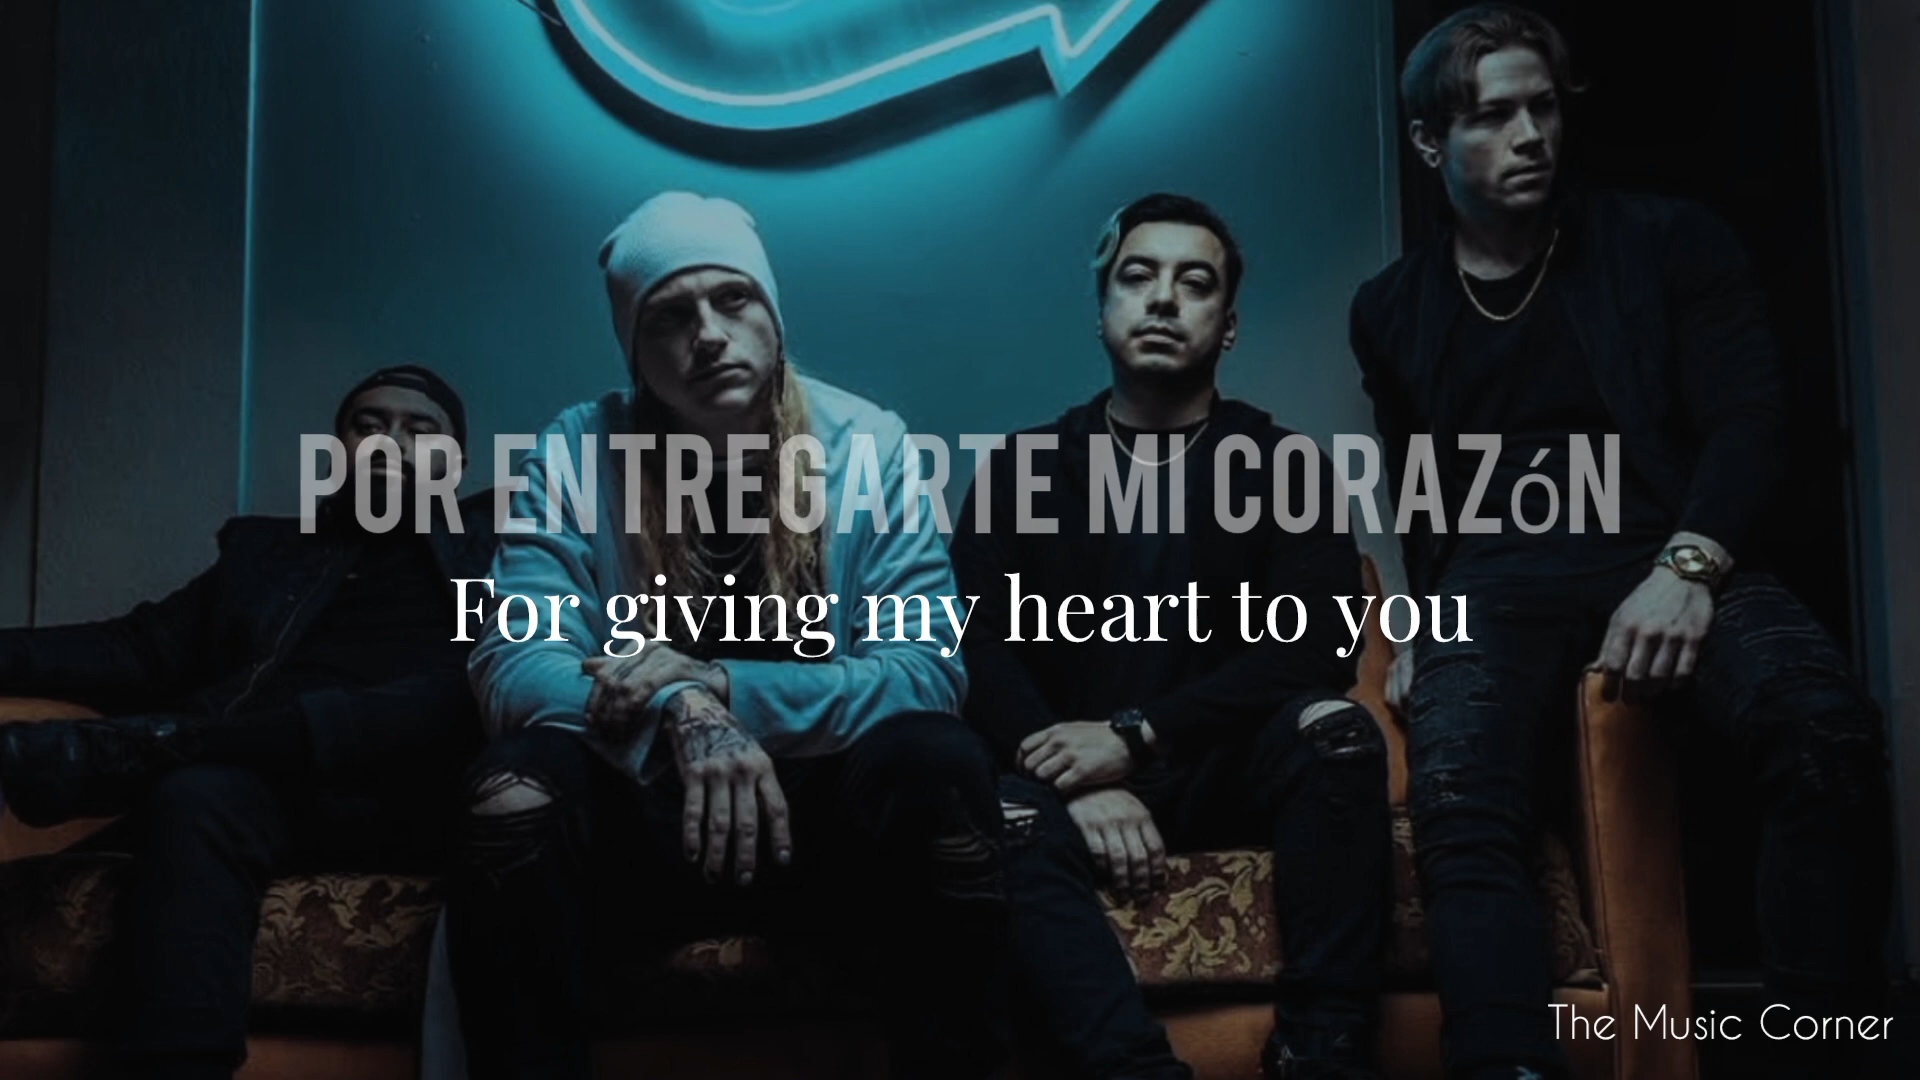 POR ENTREGARTE MI CORAZóN
For giving my heart to you
The Music Corner